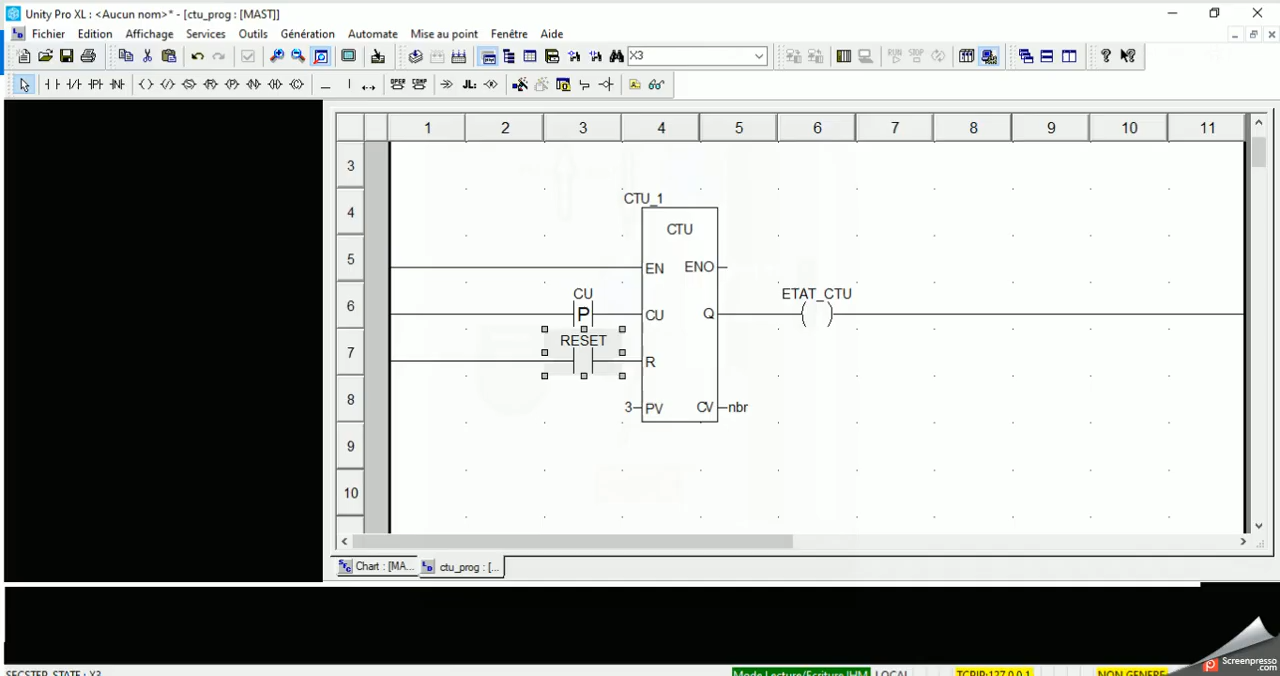 Unity Pro XL : <Aucun nom>* - [ctu_prog : [MAST]]
Fichier Edition Affichage Services Outils Génération Automate Mise au point Fenêtre Aide
X3
1 2 3 4 5 6 7 8 9 10 11
3
CTU_1
4
CTU
5
EN ENO
CU ETAT_CTU
6
P CU Q
RESET
7
R
8
3 PV CV nbr
9
10
Chart : [MA... ctu_prog : [...
SFCSTEP_STATE : X3 Mode Lecture/Ecriture IHM LOCAL TCPIP:127.0.0.1 NON GENERE
Screenpresso
.com